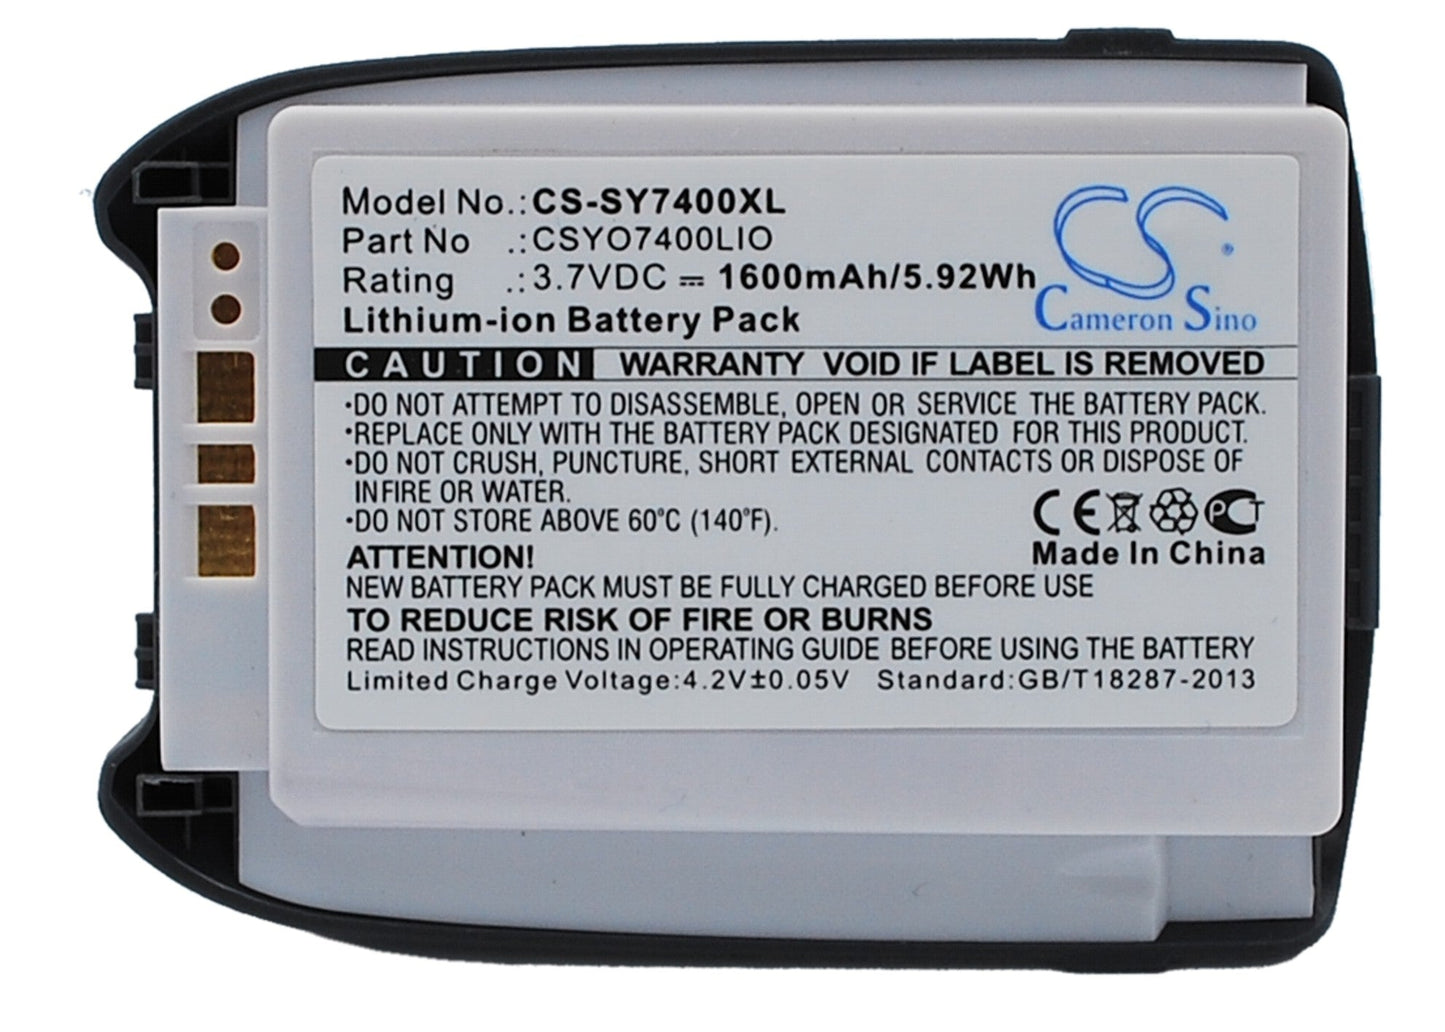 Model No.: CS-SY7400XL
Part No .: CSYO7400LIO
Rating .: 3.7VDC ⎓ 1600mAh/5.92Wh
Lithium-ion Battery Pack
CS®
Cameron Sino
CAUTION WARRANTY VOID IF LABEL IS REMOVED
•DO NOT ATTEMPT TO DISASSEMBLE, OPEN OR SERVICE THE BATTERY PACK.
•REPLACE ONLY WITH THE BATTERY PACK DESIGNATED FOR THIS PRODUCT.
•DO NOT CRUSH, PUNCTURE, SHORT EXTERNAL CONTACTS OR DISPOSE OF
INFIRE OR WATER.
•DO NOT STORE ABOVE 60°C (140°F).
CE PCT
Made In China
ATTENTION!
NEW BATTERY PACK MUST BE FULLY CHARGED BEFORE USE
TO REDUCE RISK OF FIRE OR BURNS
READ INSTRUCTIONS IN OPERATING GUIDE BEFORE USING THE BATTERY
Limited Charge Voltage:4.2V±0.05V Standard:GB/T18287-2013